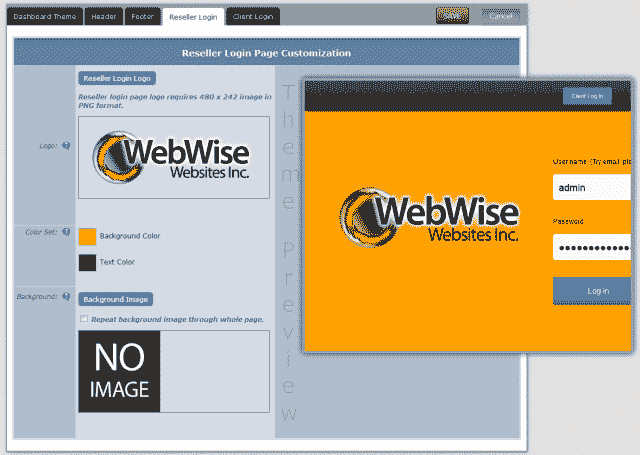 Dashboard Theme Header Footer Reseller Login Client Login SAVE Cancel
Reseller Login Page Customization
Reseller Login Logo
Reseller login page logo requires 480 x 242 image in
PNG format.
Logo: ?
WebWise
Websites Inc.
Color Set: ?
Background Color
Text Color
Background: ?
Background Image
Repeat background image through whole page.
NO
IMAGE
Theme Preview
Client Log In
WebWise
Websites Inc.
Username (Try email
admin
Password
Log in